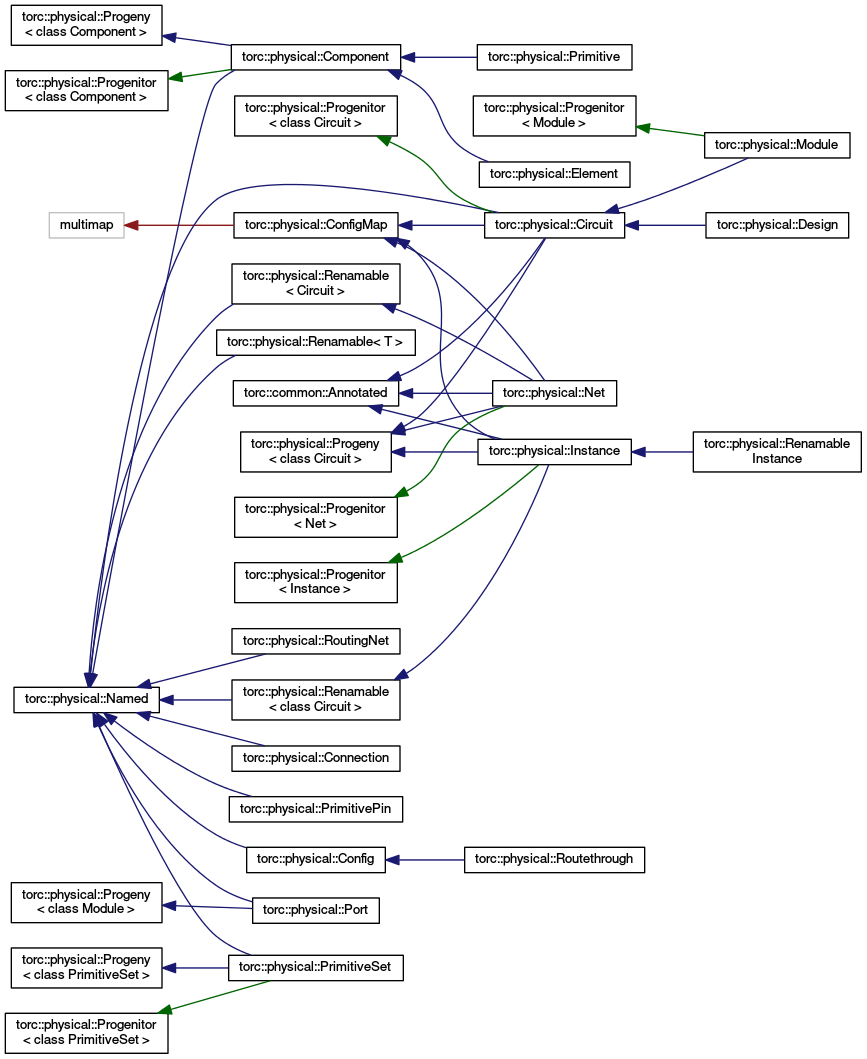 torc::physical::Progeny
< class Component >
torc::physical::Component
torc::physical::Primitive
torc::physical::Progenitor
< class Component >
torc::physical::Progenitor
< class Circuit >
torc::physical::Progenitor
< Module >
torc::physical::Module
torc::physical::Element
multimap
torc::physical::ConfigMap
torc::physical::Circuit
torc::physical::Design
torc::physical::Renamable
< Circuit >
torc::physical::Renamable< T >
torc::common::Annotated
torc::physical::Net
torc::physical::Progeny
< class Circuit >
torc::physical::Instance
torc::physical::Renamable
Instance
torc::physical::Progenitor
< Net >
torc::physical::Progenitor
< Instance >
torc::physical::RoutingNet
torc::physical::Named
torc::physical::Renamable
< class Circuit >
torc::physical::Connection
torc::physical::PrimitivePin
torc::physical::Config
torc::physical::Routethrough
torc::physical::Progeny
< class Module >
torc::physical::Port
torc::physical::Progeny
< class PrimitiveSet >
torc::physical::PrimitiveSet
torc::physical::Progenitor
< class PrimitiveSet >